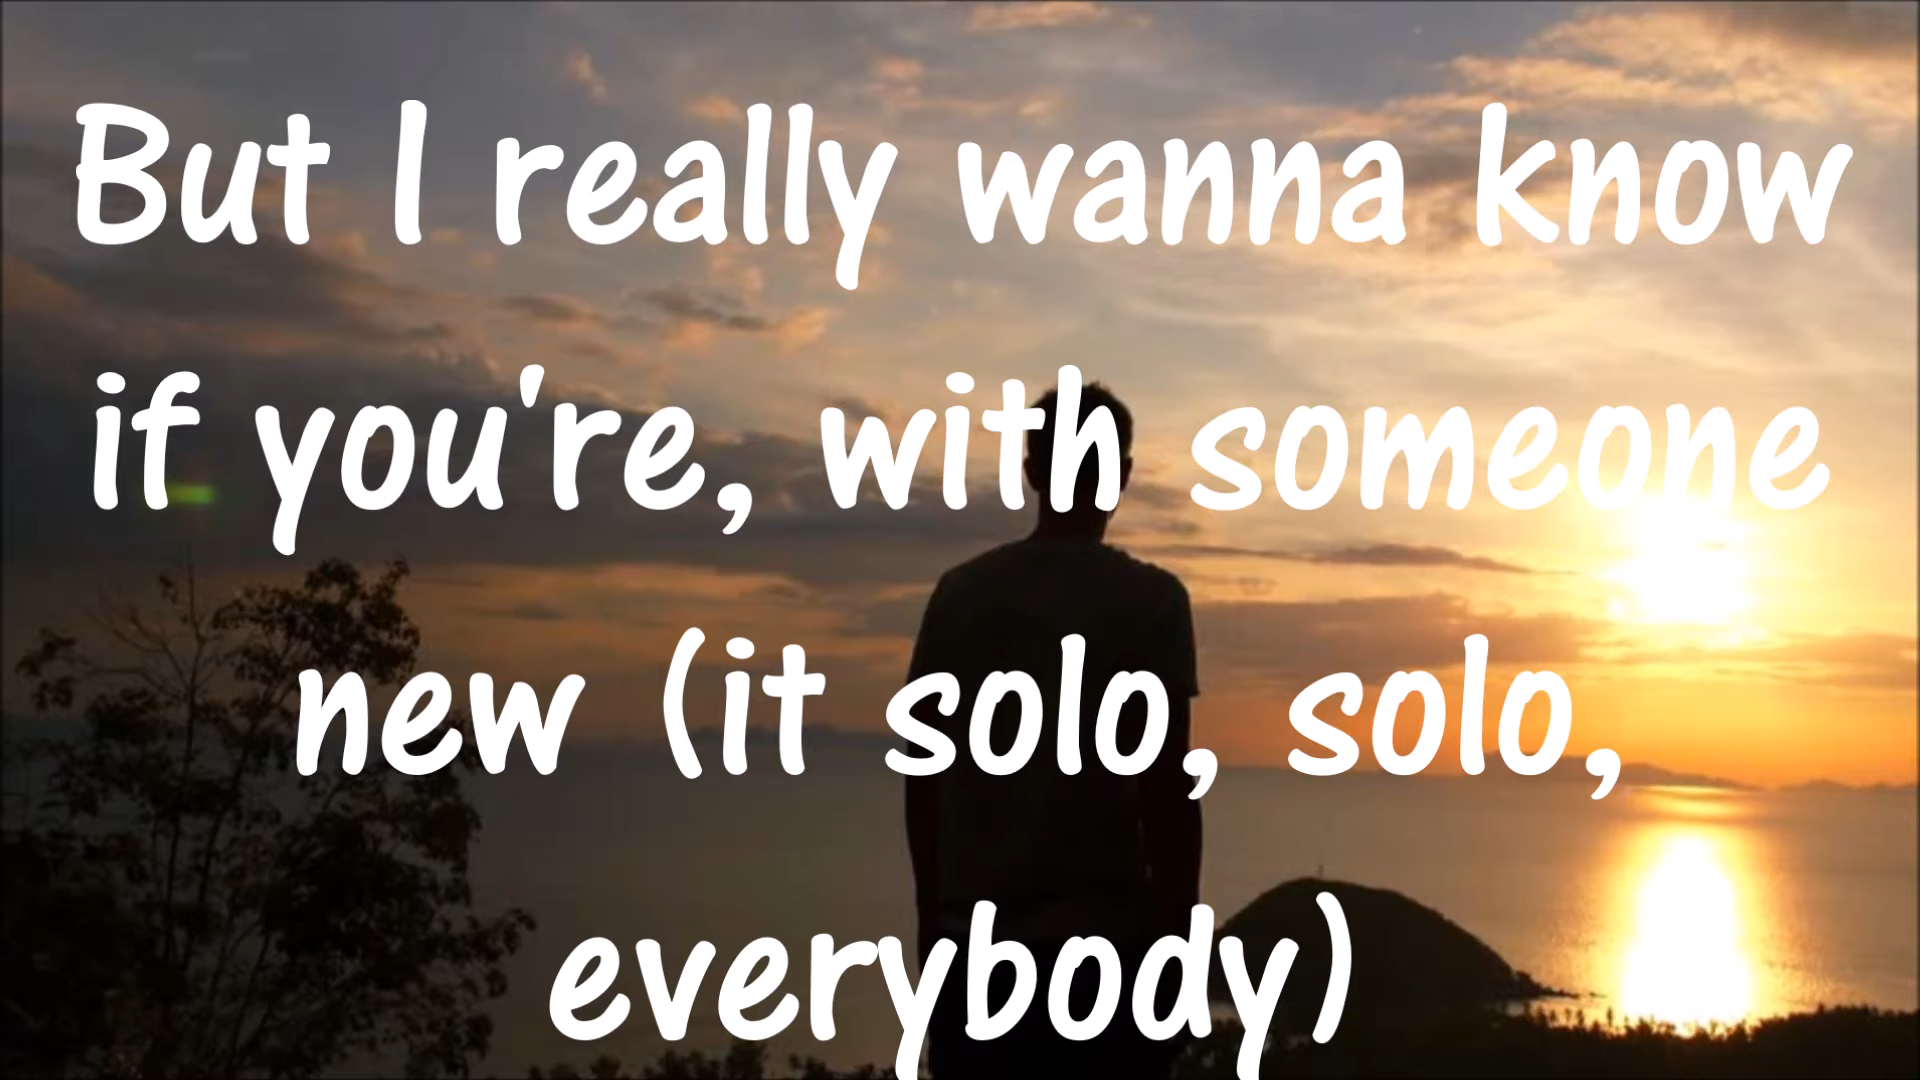 But I really wanna know
if you're, with someone
new (it solo, solo,
everybody)